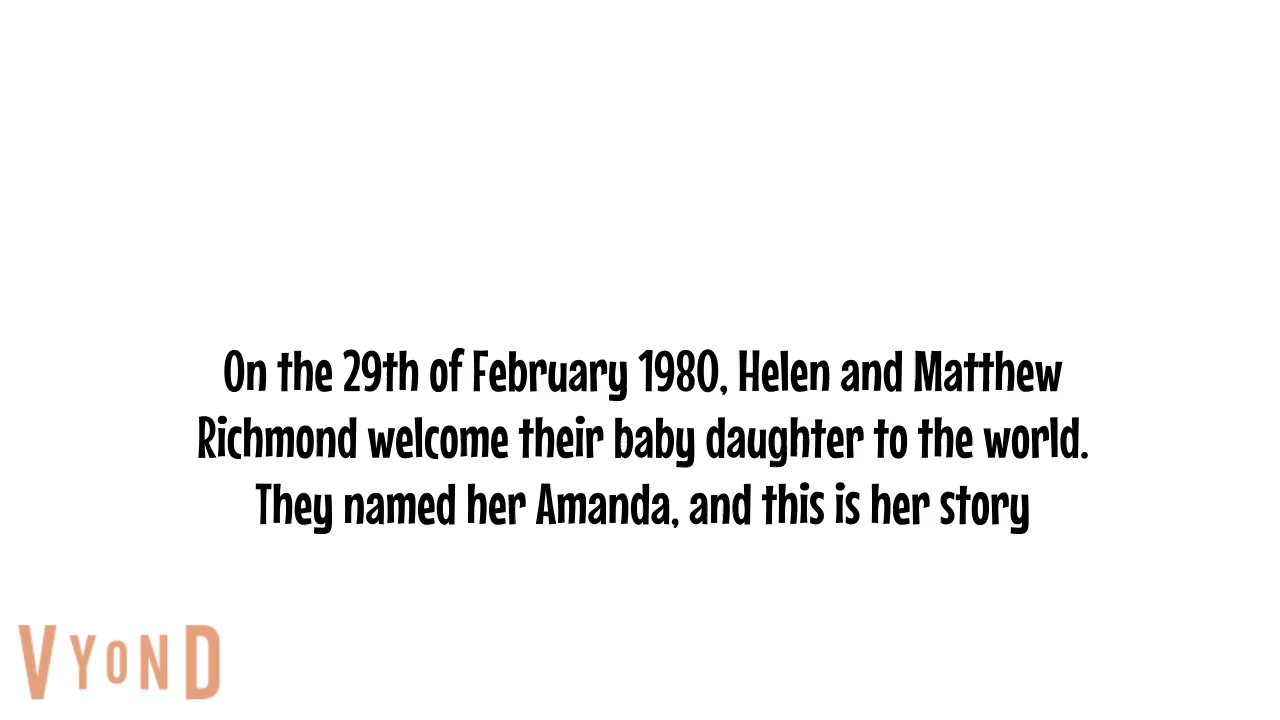 On the 29th of February 1980, Helen and Matthew
Richmond welcome their baby daughter to the world.
They named her Amanda, and this is her story
VYOND